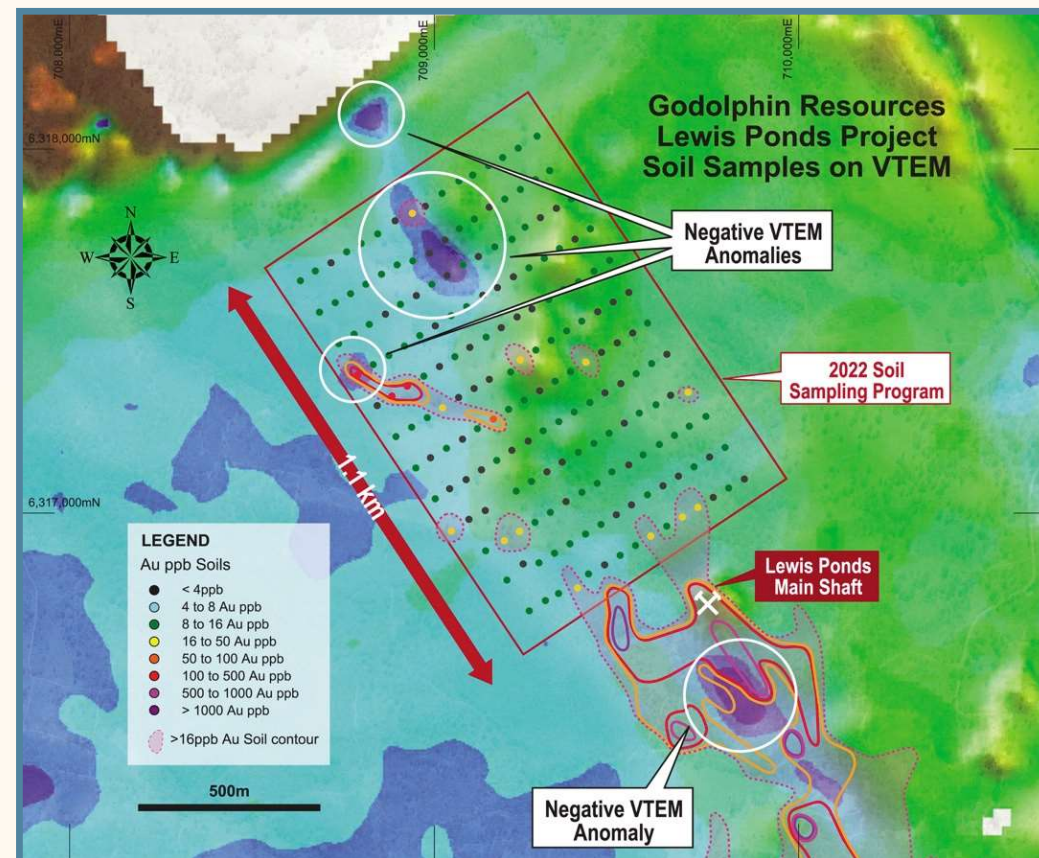 708,000mE
709,000mE
710,000mE
6,318,000mN
Godolphin Resources
Lewis Ponds Project
Soil Samples on VTEM
N
W E
S
Negative VTEM
Anomalies
2022 Soil
Sampling Program
1.1 km
6,317,000mN
LEGEND
Au ppb Soils
< 4ppb
4 to 8 Au ppb
8 to 16 Au ppb
16 to 50 Au ppb
50 to 100 Au ppb
100 to 500 Au ppb
500 to 1000 Au ppb
> 1000 Au ppb
>16ppb Au Soil contour
500m
Lewis Ponds
Main Shaft
Negative VTEM
Anomaly